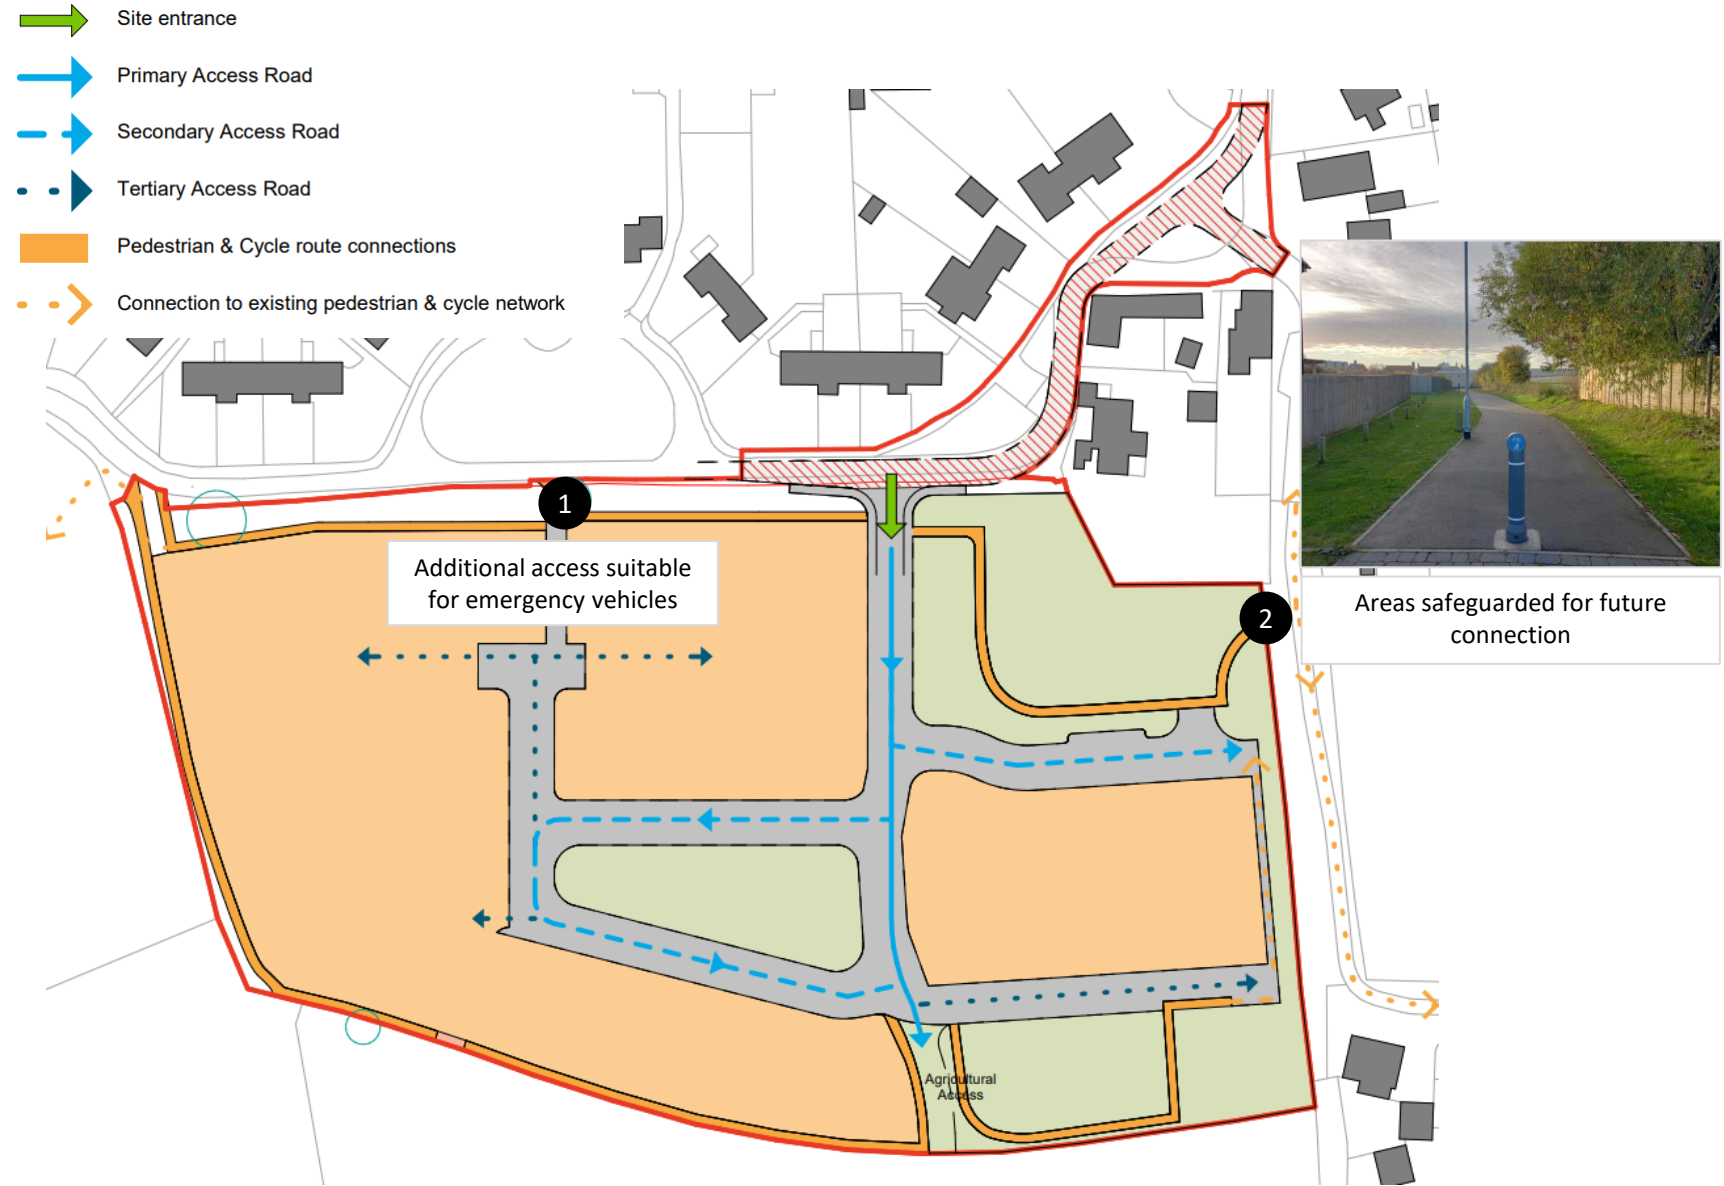 Site entrance
Primary Access Road
Secondary Access Road
Tertiary Access Road
Pedestrian & Cycle route connections
Connection to existing pedestrian & cycle network
1
Additional access suitable
for emergency vehicles
2
Areas safeguarded for future
connection
Agricultural
Access